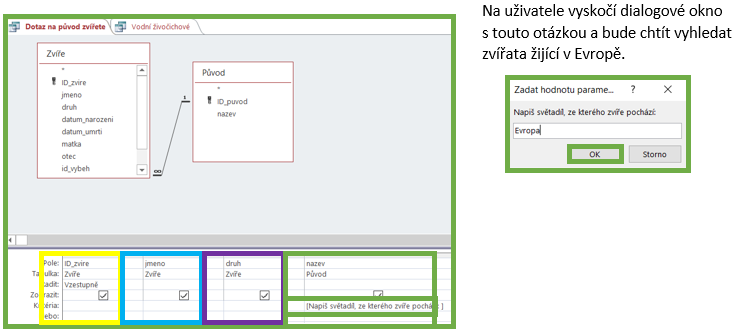 Dotaz na původ zvířete
Vodní živočichové
Zvíře
*
ID_zvire
jmeno
druh
datum_narozeni
datum_umrti
matka
otec
id_vybeh
1
∞
Původ
*
ID_puvod
nazev
Na uživatele vyskočí dialogové okno
s touto otázkou a bude chtít vyhledat
zvířata žijící v Evropě.
Zadat hodnotu parame... ? ×
Napiš světadíl, ze kterého zvíře pochází:
Evropa
OK Storno
Pole: ID_zvire jmeno druh nazev
Tabulka: Zvíře Zvíře Zvíře Původ
Řadit: Vzestupně
Zobrazit:
Kritéria: [Napiš světadíl, ze kterého zvíře pochází: ]
Nebo: